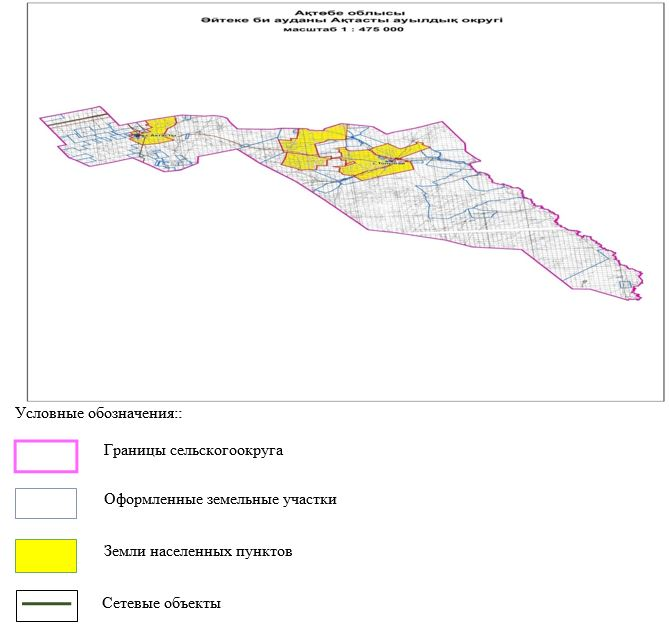 Ақтөбе облысы
Әйтеке би ауданы Ақтасты ауылдық округі
масштаб 1 : 475 000
Условные обозначения::
Границы сельскогоокруга
Оформленные земельные участки
Земли населенных пунктов
Сетевые объекты